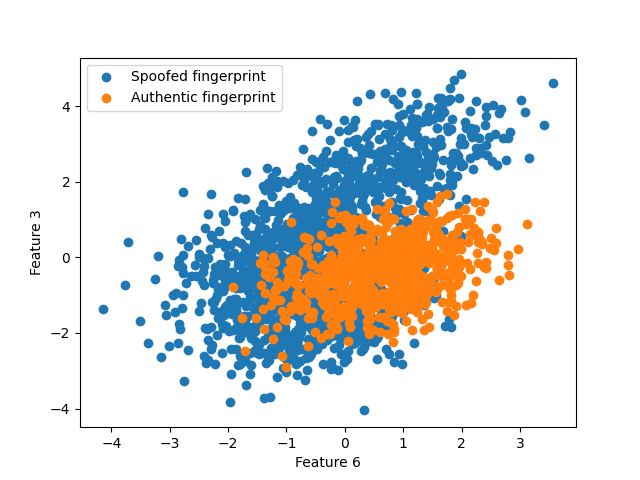 Spoofed fingerprint
Authentic fingerprint
4
2
0
−2
−4
Feature 3
−4 −3 −2 −1 0 1 2 3
Feature 6